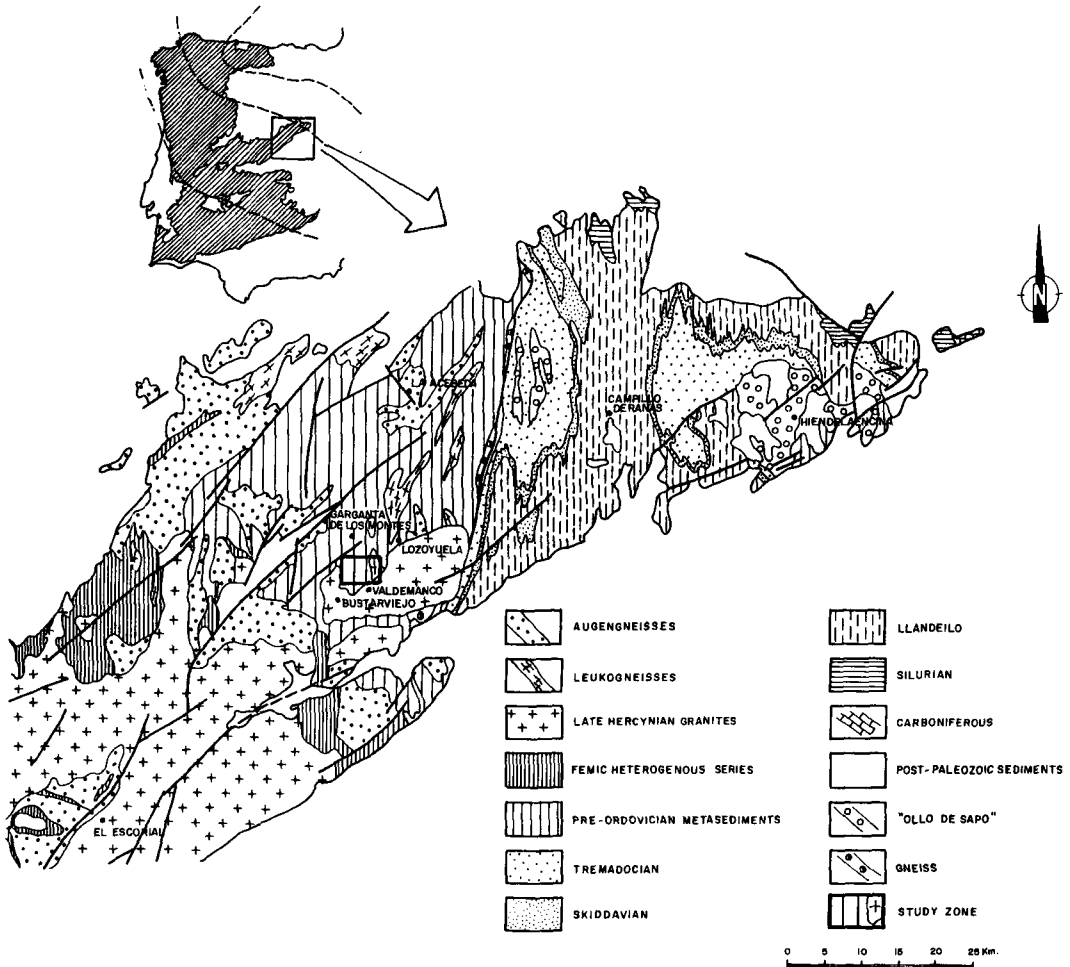 N
LA ACEBEDA
CAMPILLO
DE RANAS
HIENDELAENCINA
GARGANTA
DE LOS MONTES
LOZOYUELA
VALDEMANCO
BUSTARVIEJO
EL ESCORIAL
AUGENGNEISSES
LEUKOGNEISSES
LATE HERCYNIAN GRANITES
FEMIC HETEROGENOUS SERIES
PRE-ORDOVICIAN METASEDIMENTS
TREMADOCIAN
SKIDDAVIAN
LLANDEILO
SILURIAN
CARBONIFEROUS
POST-PALEOZOIC SEDIMENTS
"OLLO DE SAPO"
GNEISS
STUDY ZONE
0 5 10 15 20 25 Km.